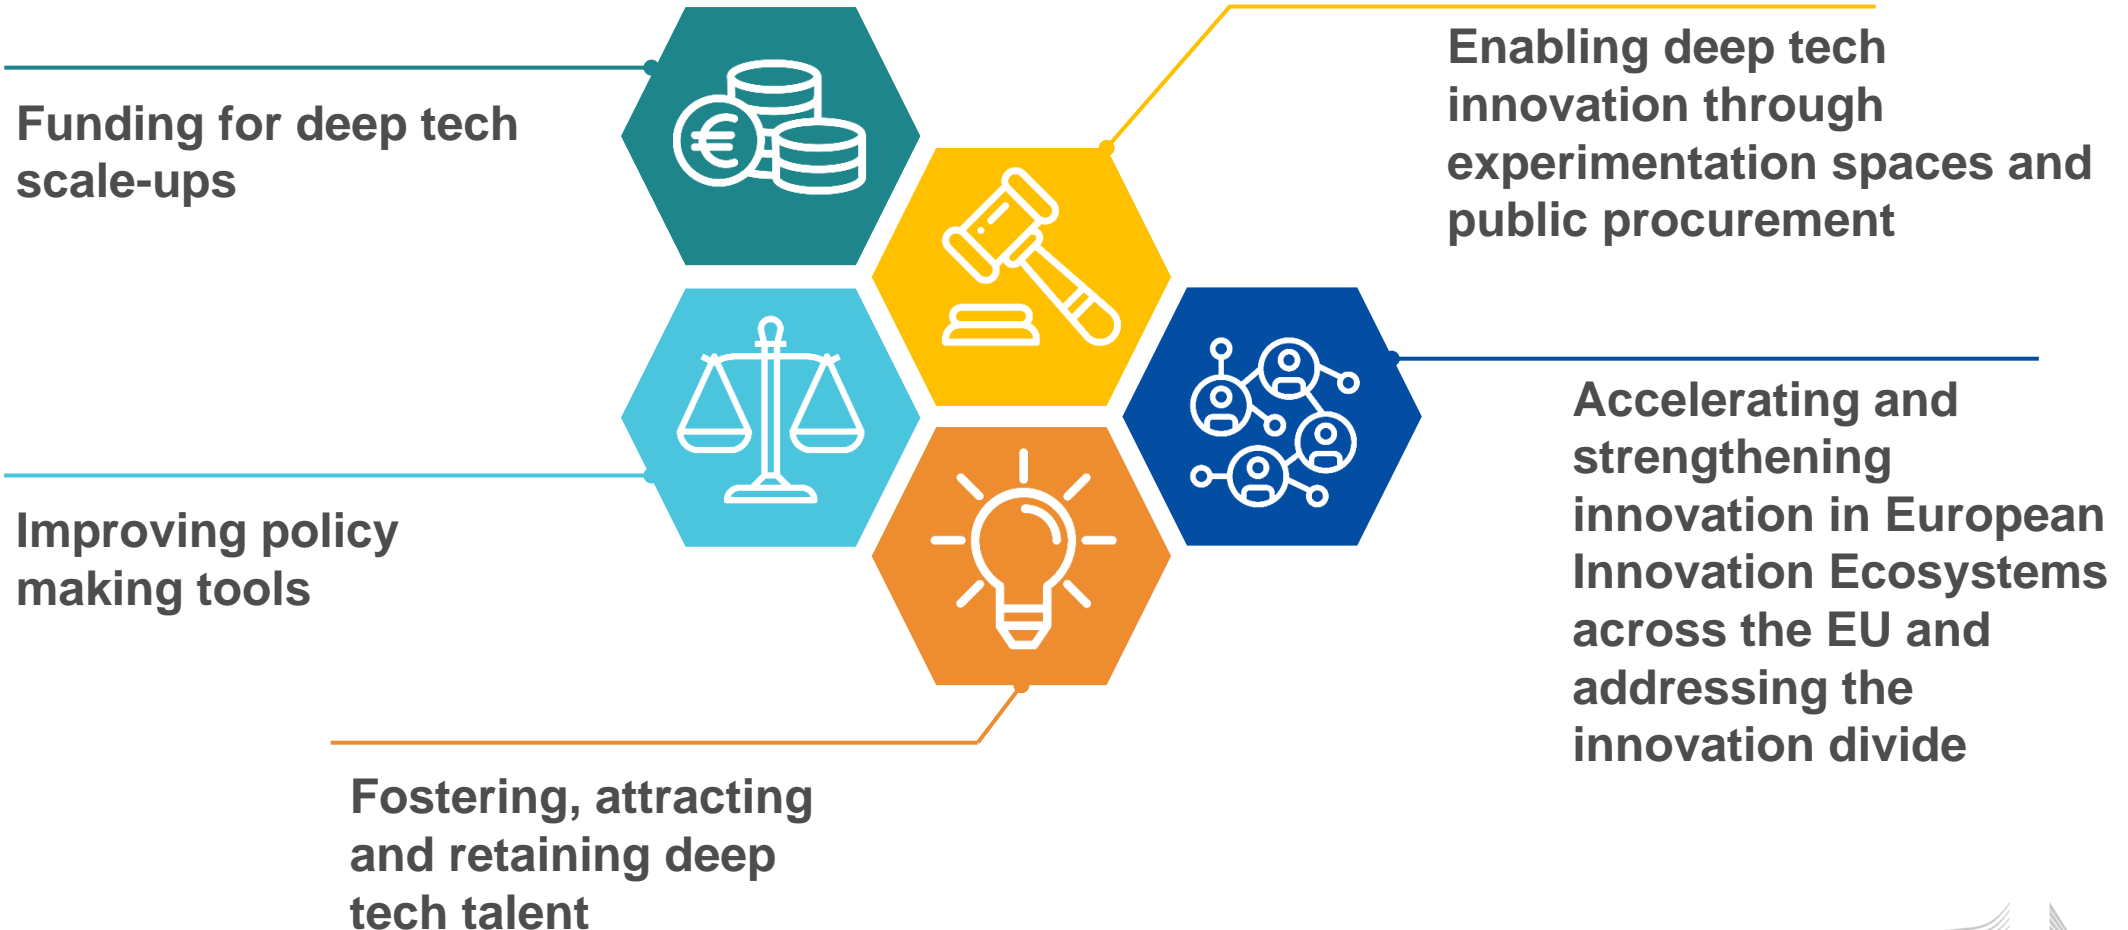 Funding for deep tech
scale-ups
Enabling deep tech
innovation through
experimentation spaces and
public procurement
Improving policy
making tools
Accelerating and
strengthening
innovation in European
Innovation Ecosystems
across the EU and
addressing the
innovation divide
Fostering, attracting
and retaining deep
tech talent